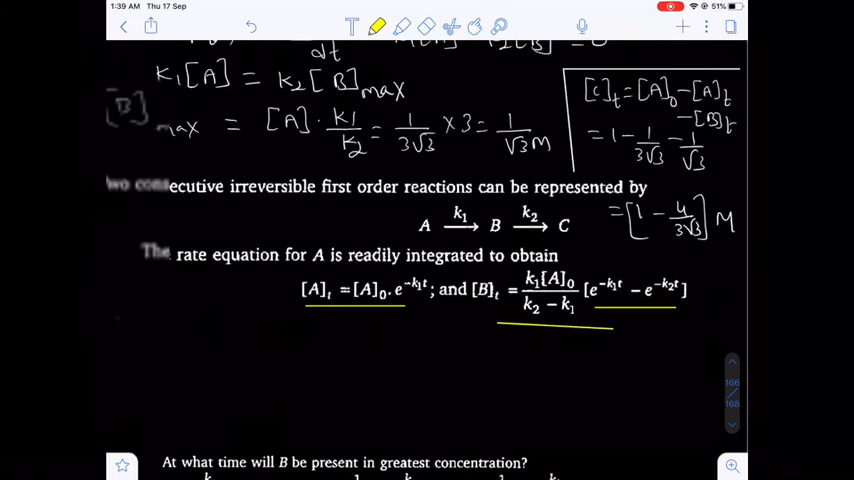 1:39 AM Thu 17 Sep
51%
dt
K1[A] = K2[B]max
[B]max = [A] · K1/K2 = 1/3√3 × 3 = 1/√3 M
[C]t = [A]0 – [A]t
– [B]t
= 1 – 1/3√3 – 1/√3
= [1 – 4/3√3] M
Two consecutive irreversible first order reactions can be represented by
A —k1→ B —k2→ C
The rate equation for A is readily integrated to obtain
[A]t = [A]0 . e^–k1t ; and [B]t = k1[A]0/k2 – k1 [e^–k1t – e^–k2t]
166
168
At what time will B be present in greatest concentration?